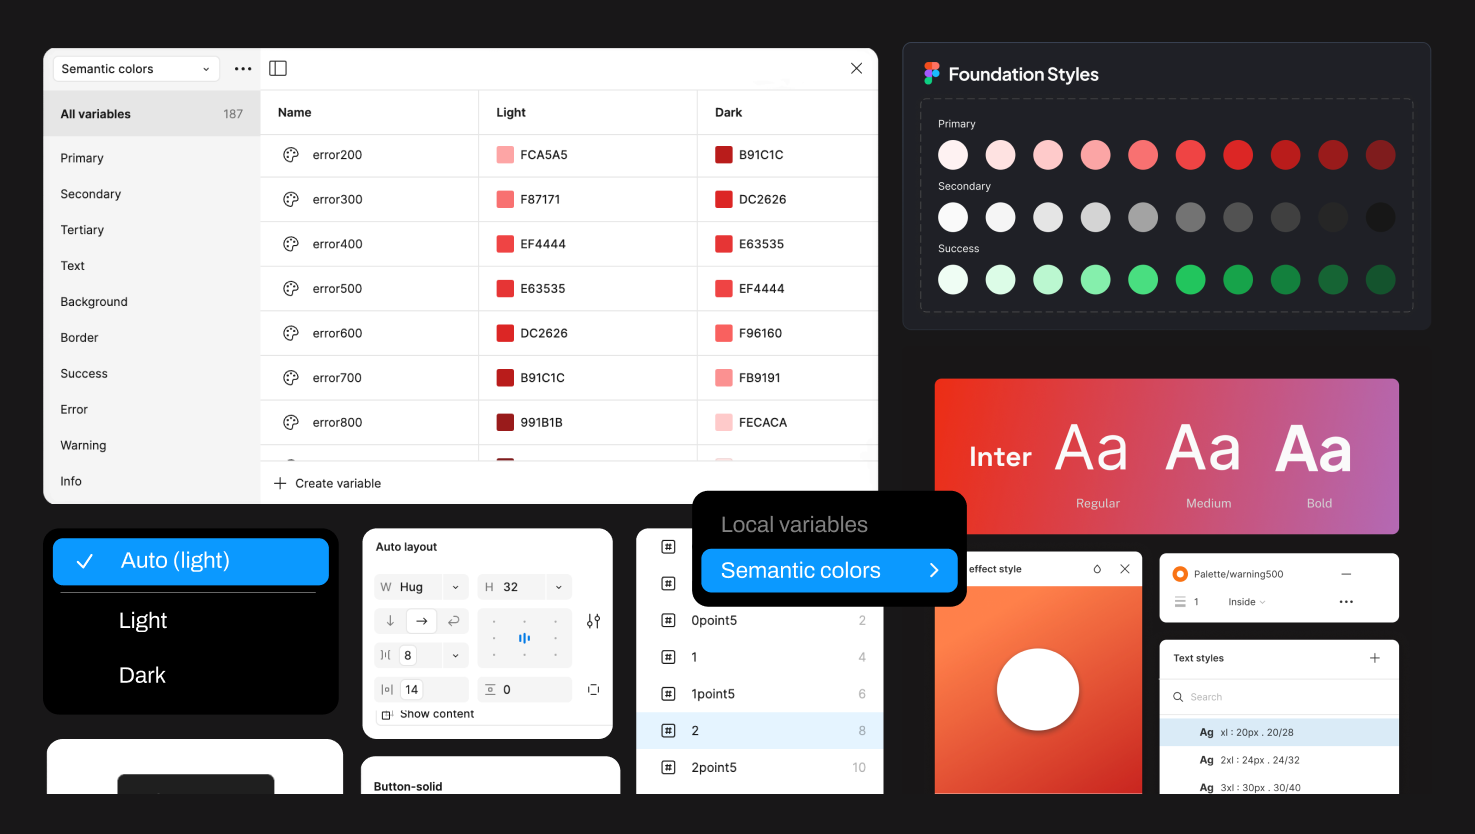 Semantic colors
All variables 187
Primary
Secondary
Tertiary
Text
Background
Border
Success
Error
Warning
Info
Name Light Dark
error200 FCA5A5 B91C1C
error300 F87171 DC2626
error400 EF4444 E63535
error500 E63535 EF4444
error600 DC2626 F96160
error700 B91C1C FB9191
error800 991B1B FECACA
Create variable
Foundation Styles
Primary
Secondary
Success
Inter
Aa Aa Aa
Regular Medium Bold
Auto (light)
Light
Dark
Auto layout
W Hug H 32
8
14 0
Show content
Button-solid
Local variables
Semantic colors
0point5 2
1 4
1point5 6
2 8
2point5 10
effect style
Palette/warning500
1 Inside
Text styles
Search
Ag xl : 20px . 20/28
Ag 2xl : 24px . 24/32
Ag 3xl : 30px . 30/40